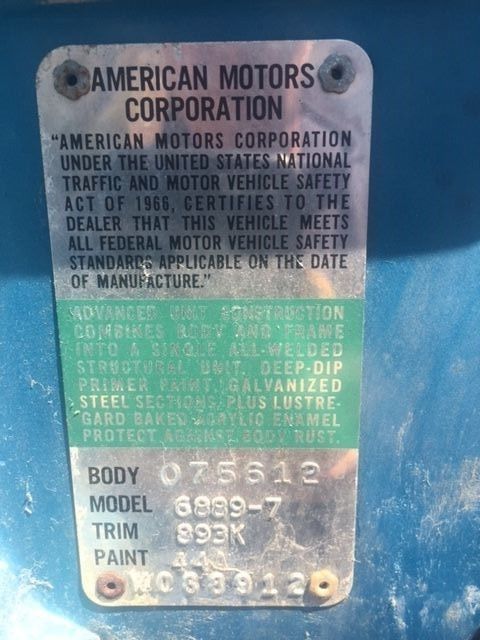 AMERICAN MOTORS
CORPORATION
"AMERICAN MOTORS CORPORATION
UNDER THE UNITED STATES NATIONAL
TRAFFIC AND MOTOR VEHICLE SAFETY
ACT OF 1966, CERTIFIES TO THE
DEALER THAT THIS VEHICLE MEETS
ALL FEDERAL MOTOR VEHICLE SAFETY
STANDARDS APPLICABLE ON THE DATE
OF MANUFACTURE."
ADVANCED UNIT CONSTRUCTION
COMBINES BODY AND FRAME
INTO A SINGLE ALL-WELDED
STRUCTURAL UNIT. DEEP-DIP
PRIMER PAINT, GALVANIZED
STEEL SECTIONS, PLUS LUSTRE-
GARD BAKED ACRYLIC ENAMEL
PROTECT AGAINST BODY RUST.
BODY 075612
MODEL 6889-7
TRIM 893K
PAINT 44A